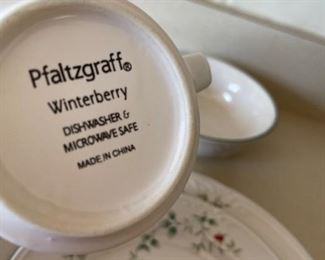 Pfaltzgraff®
Winterberry
DISHWASHER &
MICROWAVE SAFE
MADE IN CHINA